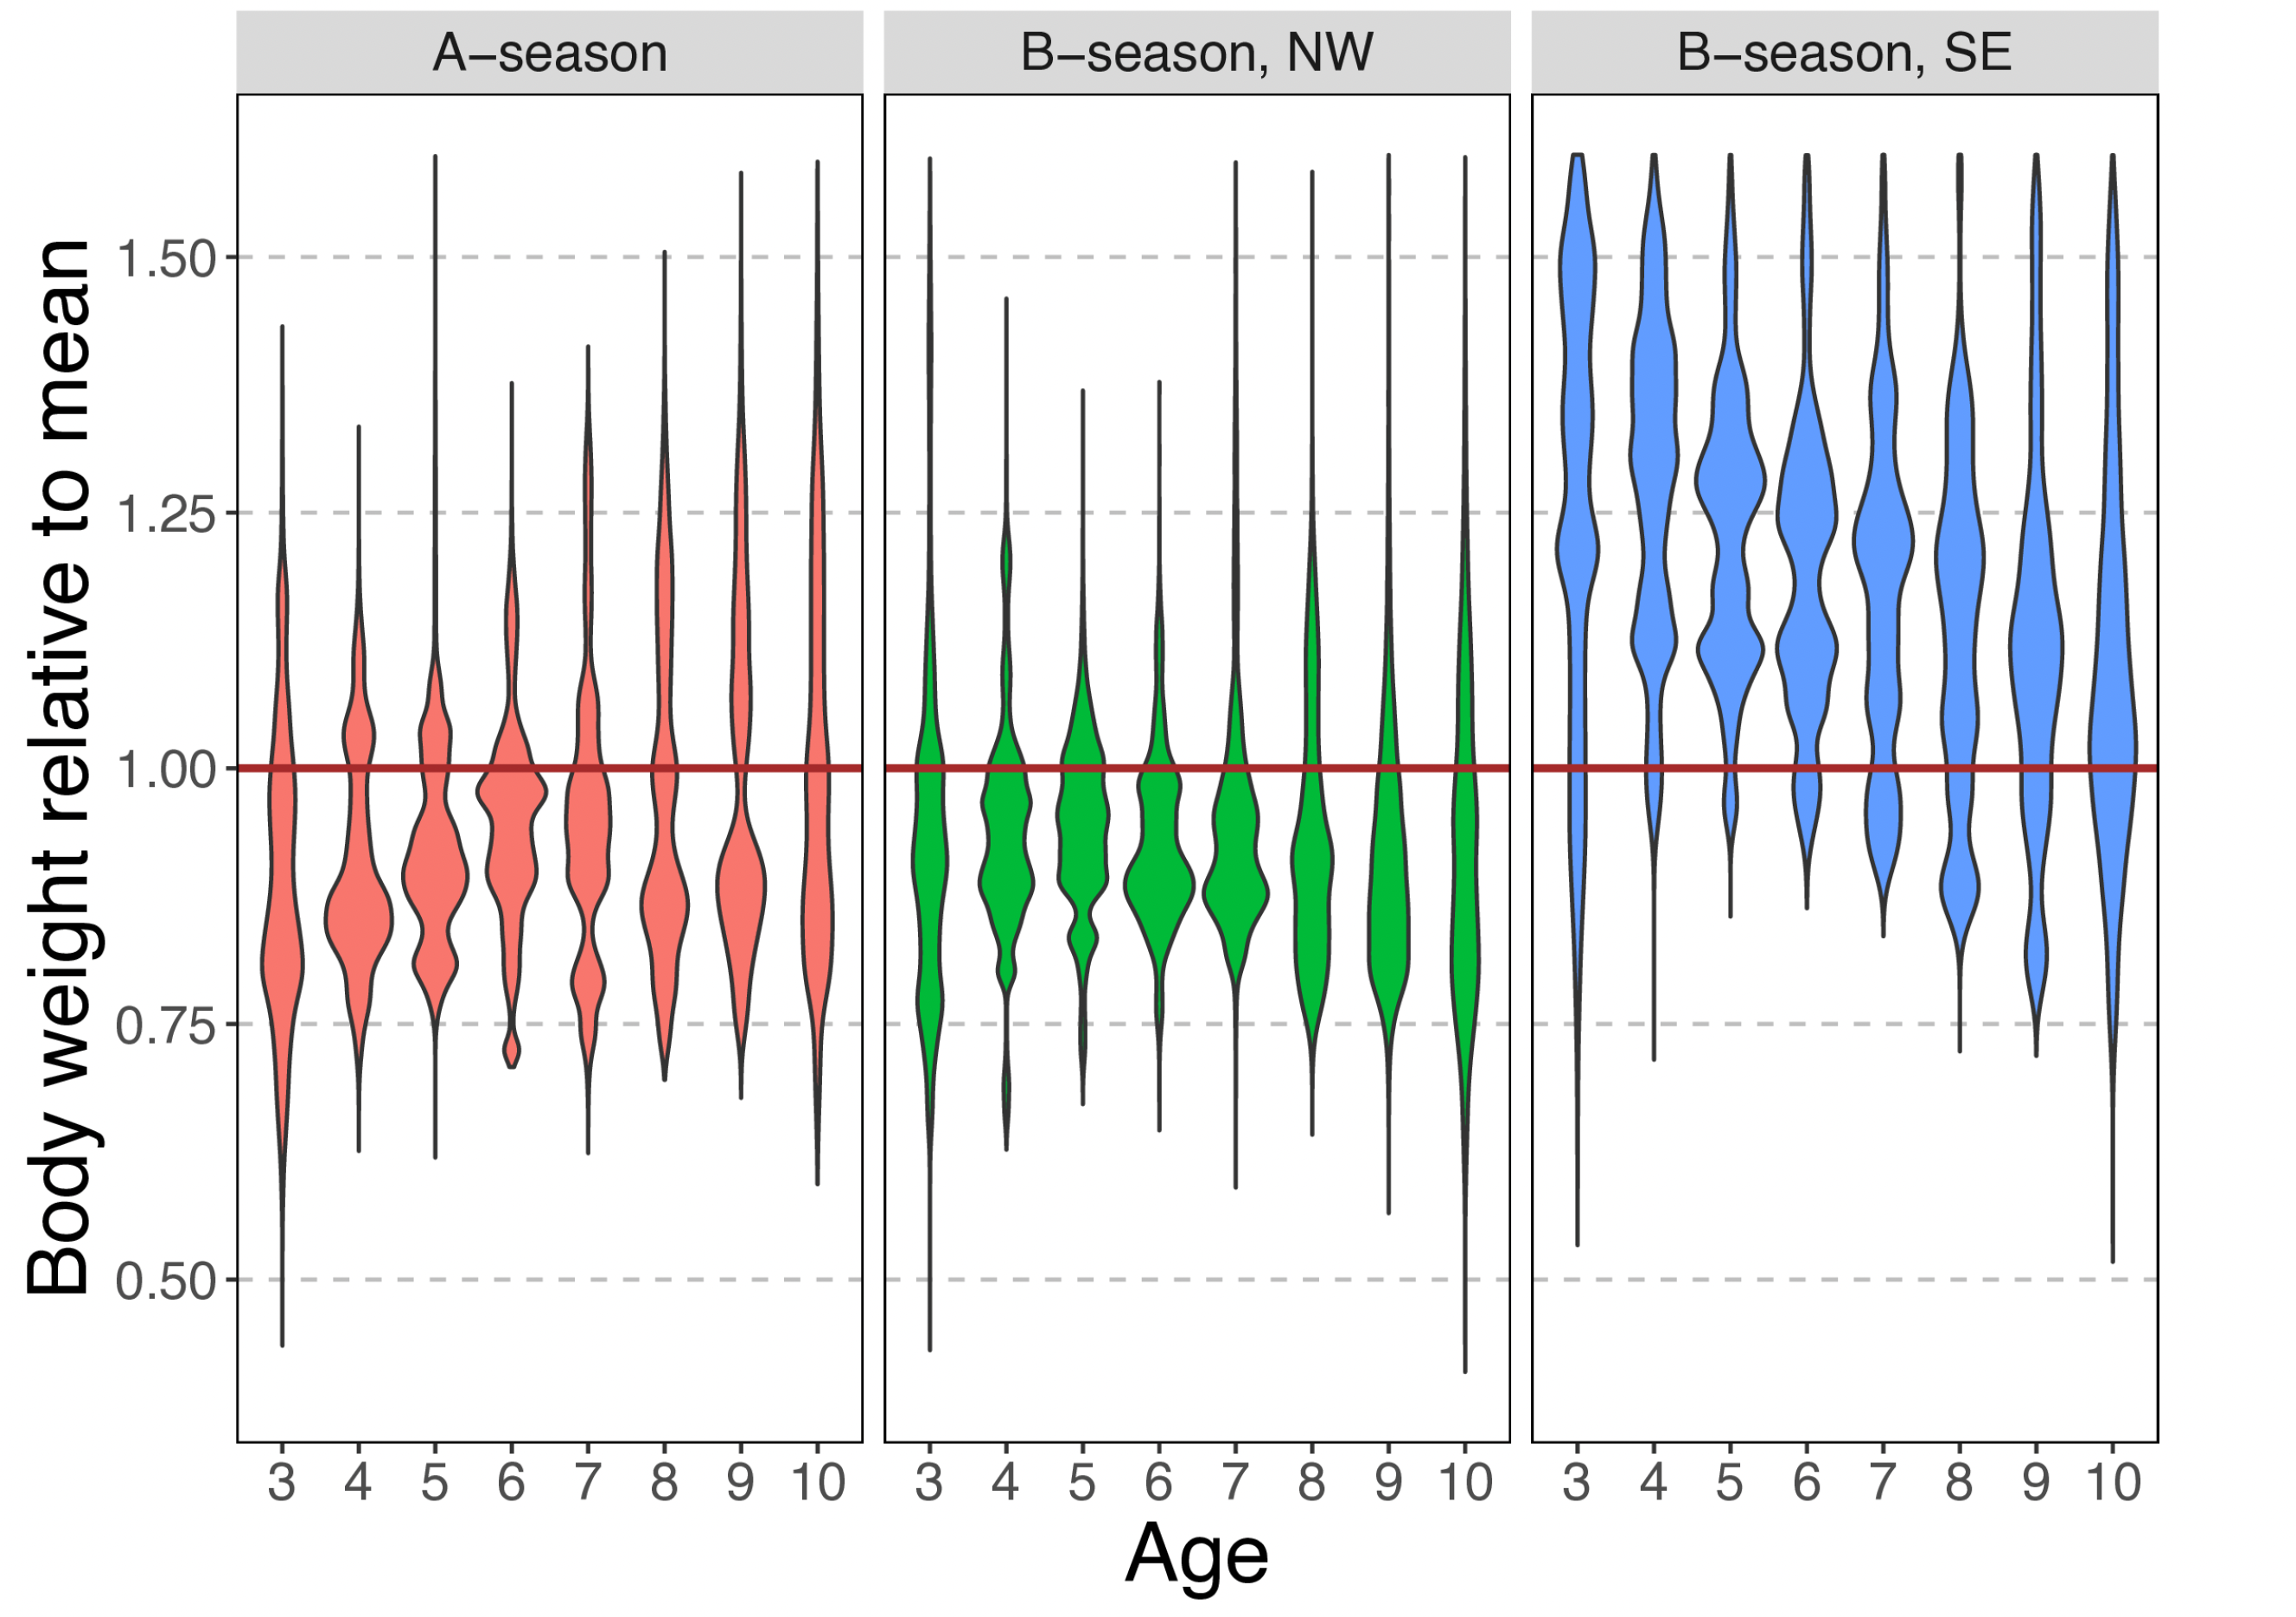 A−season B−season, NW B−season, SE
Body weight relative to mean
1.50
1.25
1.00
0.75
0.50
3 4 5 6 7 8 9 10 3 4 5 6 7 8 9 10 3 4 5 6 7 8 9 10
Age